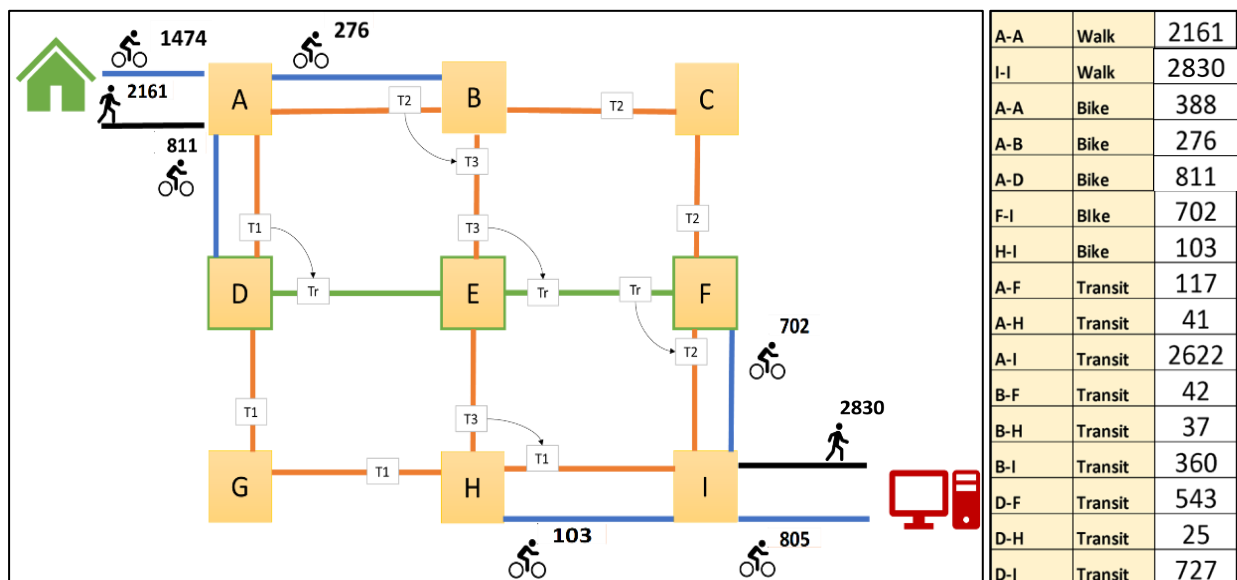 1474
276
2161
811
A
B
C
T2
T2
T3
T1
T3
T2
D
Tr
E
Tr
Tr
F
T2
702
T1
T3
T1
2830
G
T1
H
I
103
805
A-A Walk 2161
I-I Walk 2830
A-A Bike 388
A-B Bike 276
A-D Bike 811
F-I BIke 702
H-I Bike 103
A-F Transit 117
A-H Transit 41
A-I Transit 2622
B-F Transit 42
B-H Transit 37
B-I Transit 360
D-F Transit 543
D-H Transit 25
D-I Transit 727